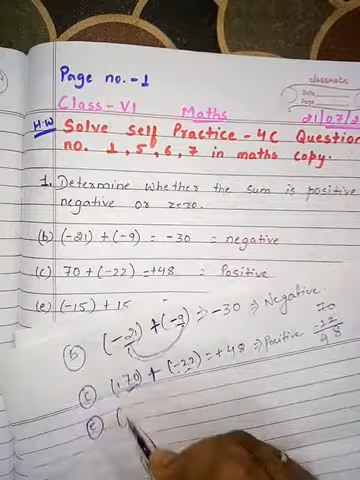 Page no. -1
classmate
Date
Page
Class-VI Maths 21/07/2
H.W Solve self Practice - 4C Question
no. 1, 5, 6, 7 in maths copy.
1. Determine whether the sum is positive
negative or zero.
(b) (-21) + (-9) = -30 = negative
(c) 70 + (-22) = +48 = Positive
(e) (-15) + 15
(b) (-21) + (-9) => -30 => Negative.
(c) (+70) + (-22) = +48 => Positive
70
-22
48
(e) (